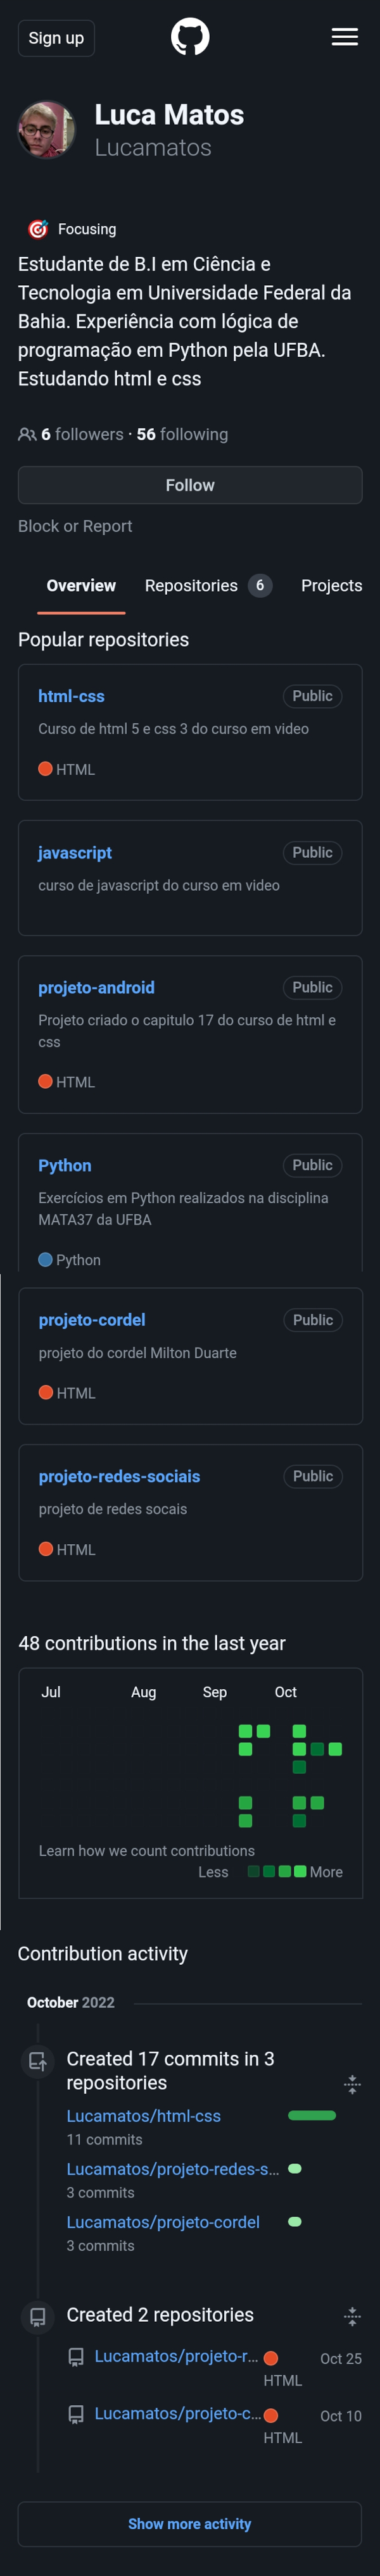 Sign up
Luca Matos
Lucamatos
Focusing
Estudante de B.I em Ciência e
Tecnologia em Universidade Federal da
Bahia. Experiência com lógica de
programação em Python pela UFBA.
Estudando html e css
6 followers · 56 following
Follow
Block or Report
Overview Repositories 6 Projects
Popular repositories
html-css Public
Curso de html 5 e css 3 do curso em video
HTML
javascript Public
curso de javascript do curso em video
projeto-android Public
Projeto criado o capitulo 17 do curso de html e
css
HTML
Python Public
Exercícios em Python realizados na disciplina
MATA37 da UFBA
Python
projeto-cordel Public
projeto do cordel Milton Duarte
HTML
projeto-redes-sociais Public
projeto de redes socais
HTML
48 contributions in the last year
Jul Aug Sep Oct
Learn how we count contributions
Less More
Contribution activity
October 2022
Created 17 commits in 3
repositories
Lucamatos/html-css
11 commits
Lucamatos/projeto-redes-s...
3 commits
Lucamatos/projeto-cordel
3 commits
Created 2 repositories
Lucamatos/projeto-r... Oct 25
HTML
Lucamatos/projeto-c... Oct 10
HTML
Show more activity